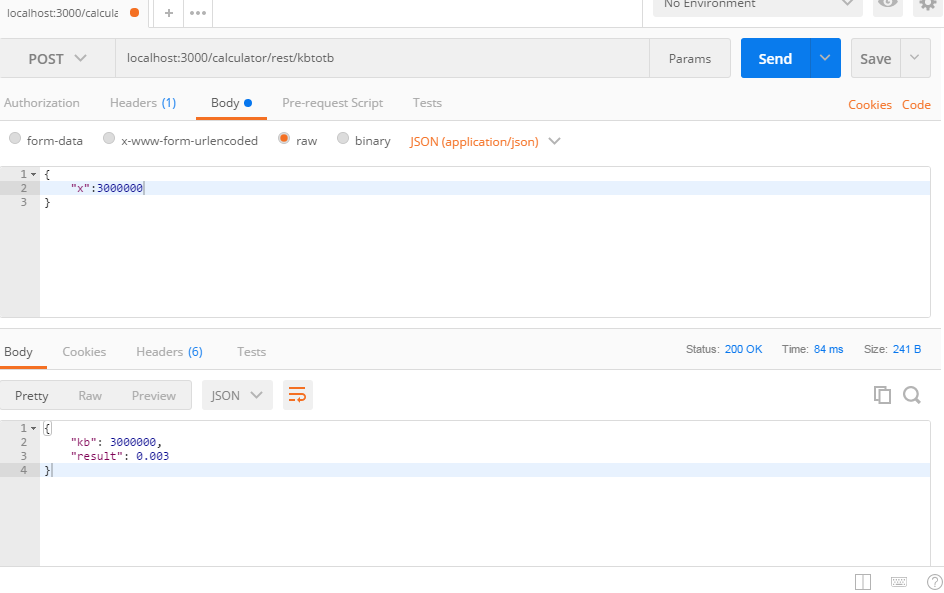 localhost:3000/calcula
+
•••
No Environment
POST
localhost:3000/calculator/rest/kbtotb
Params
Send
Save
Authorization
Headers (1)
Body
Pre-request Script
Tests
Cookies
Code
form-data
x-www-form-urlencoded
raw
binary
JSON (application/json)
1 {
2 "x":3000000
3 }
Body
Cookies
Headers (6)
Tests
Status: 200 OK
Time: 84 ms
Size: 241 B
Pretty
Raw
Preview
JSON
1 {
2 "kb": 3000000,
3 "result": 0.003
4 }
?